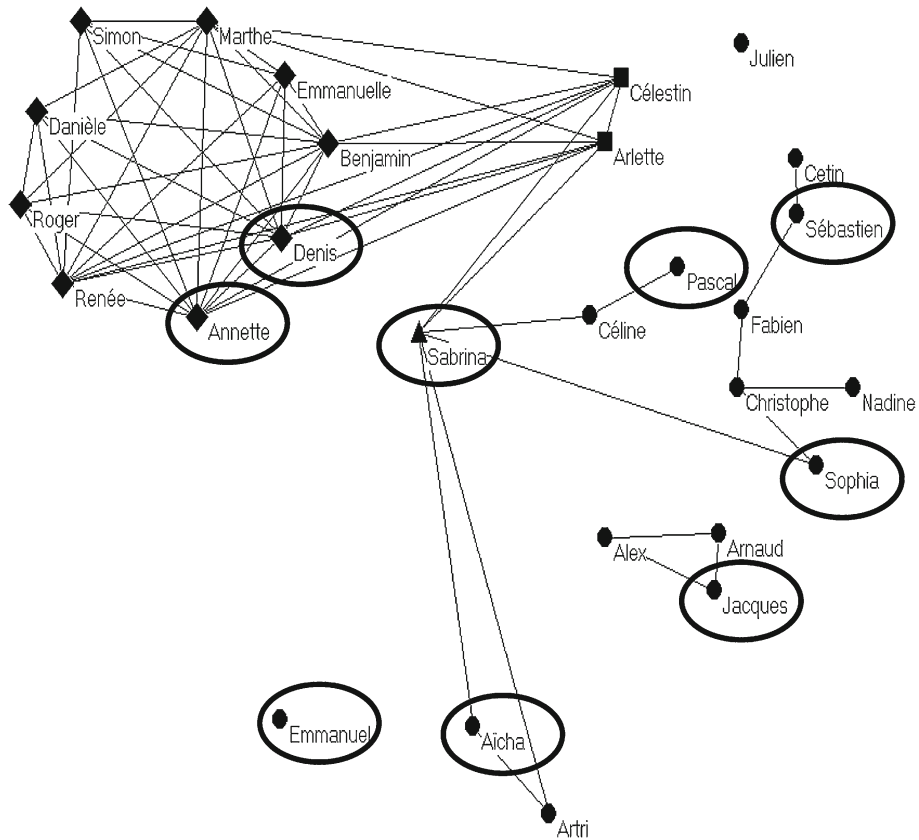 Simon
Marthe
Julien
Emmanuelle
Célestin
Danièle
Benjamin
Arlette
Cetin
Roger
Sébastien
Denis
Pascal
Renée
Annette
Céline
Fabien
Sabrina
Christophe
Nadine
Sophia
Alex
Arnaud
Jacques
Emmanuel
Aïcha
Artri